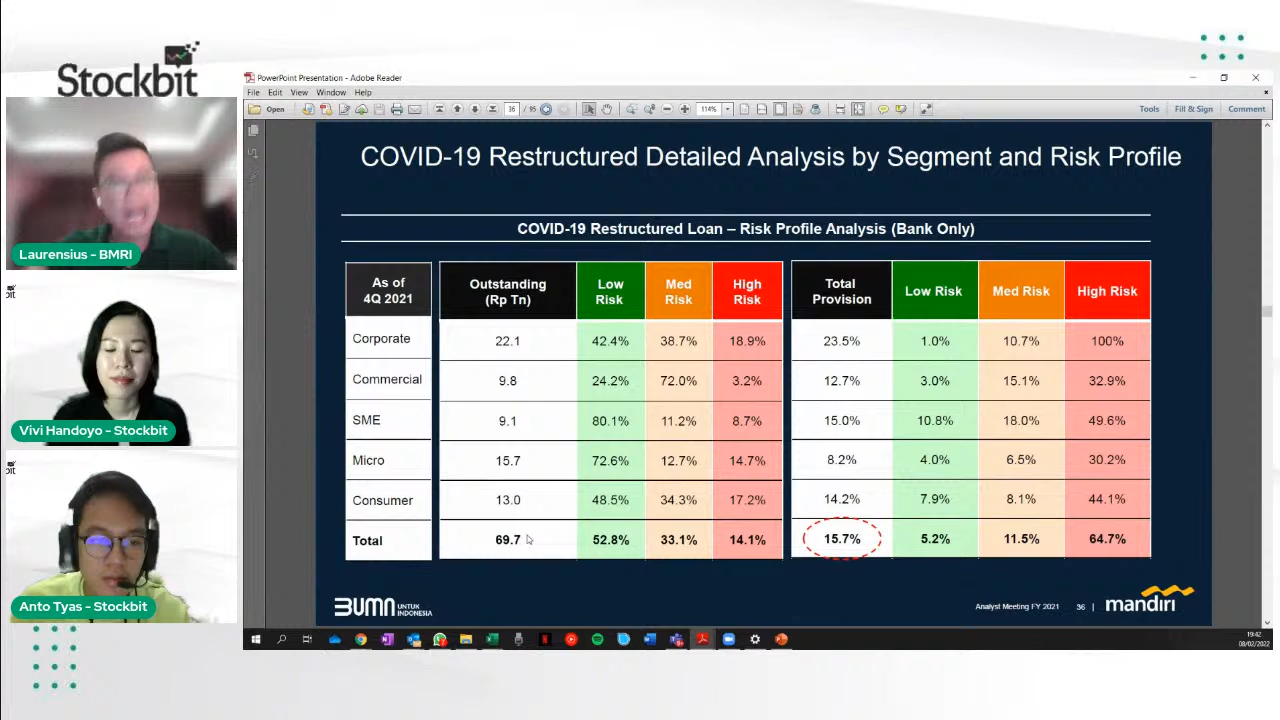 Stockbit
PowerPoint Presentation - Adobe Reader
File Edit View Window Help
Open 36 / 95 114% Tools Fill & Sign Comment
COVID-19 Restructured Detailed Analysis by Segment and Risk Profile
COVID-19 Restructured Loan – Risk Profile Analysis (Bank Only)
As of
4Q 2021
Outstanding
(Rp Tn)
Low
Risk
Med
Risk
High
Risk
Total
Provision
Low Risk
Med Risk
High Risk
Corporate 22.1 42.4% 38.7% 18.9% 23.5% 1.0% 10.7% 100%
Commercial 9.8 24.2% 72.0% 3.2% 12.7% 3.0% 15.1% 32.9%
SME 9.1 80.1% 11.2% 8.7% 15.0% 10.8% 18.0% 49.6%
Micro 15.7 72.6% 12.7% 14.7% 8.2% 4.0% 6.5% 30.2%
Consumer 13.0 48.5% 34.3% 17.2% 14.2% 7.9% 8.1% 44.1%
Total 69.7 52.8% 33.1% 14.1% 15.7% 5.2% 11.5% 64.7%
BUMN UNTUK
INDONESIA
Analyst Meeting FY 2021 36 |
mandiri
19:42
08/02/2022
Laurensius - BMRI
Vivi Handoyo - Stockbit
Anto Tyas - Stockbit